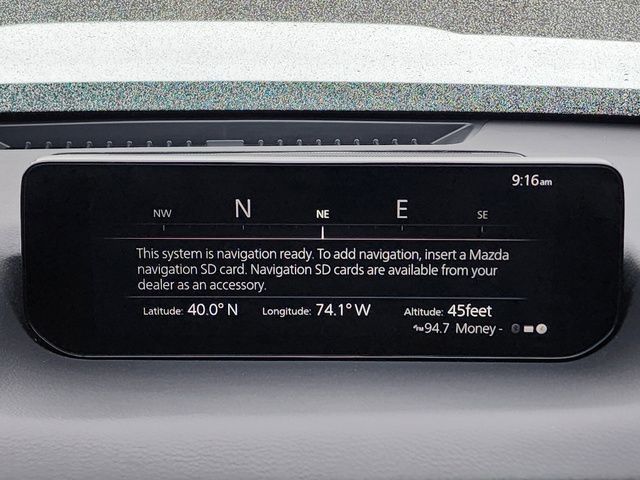 9:16am
NW N NE E SE
This system is navigation ready. To add navigation, insert a Mazda
navigation SD card. Navigation SD cards are available from your
dealer as an accessory.
Latitude: 40.0° N Longitude: 74.1° W Altitude: 45feet
FM 94.7 Money -